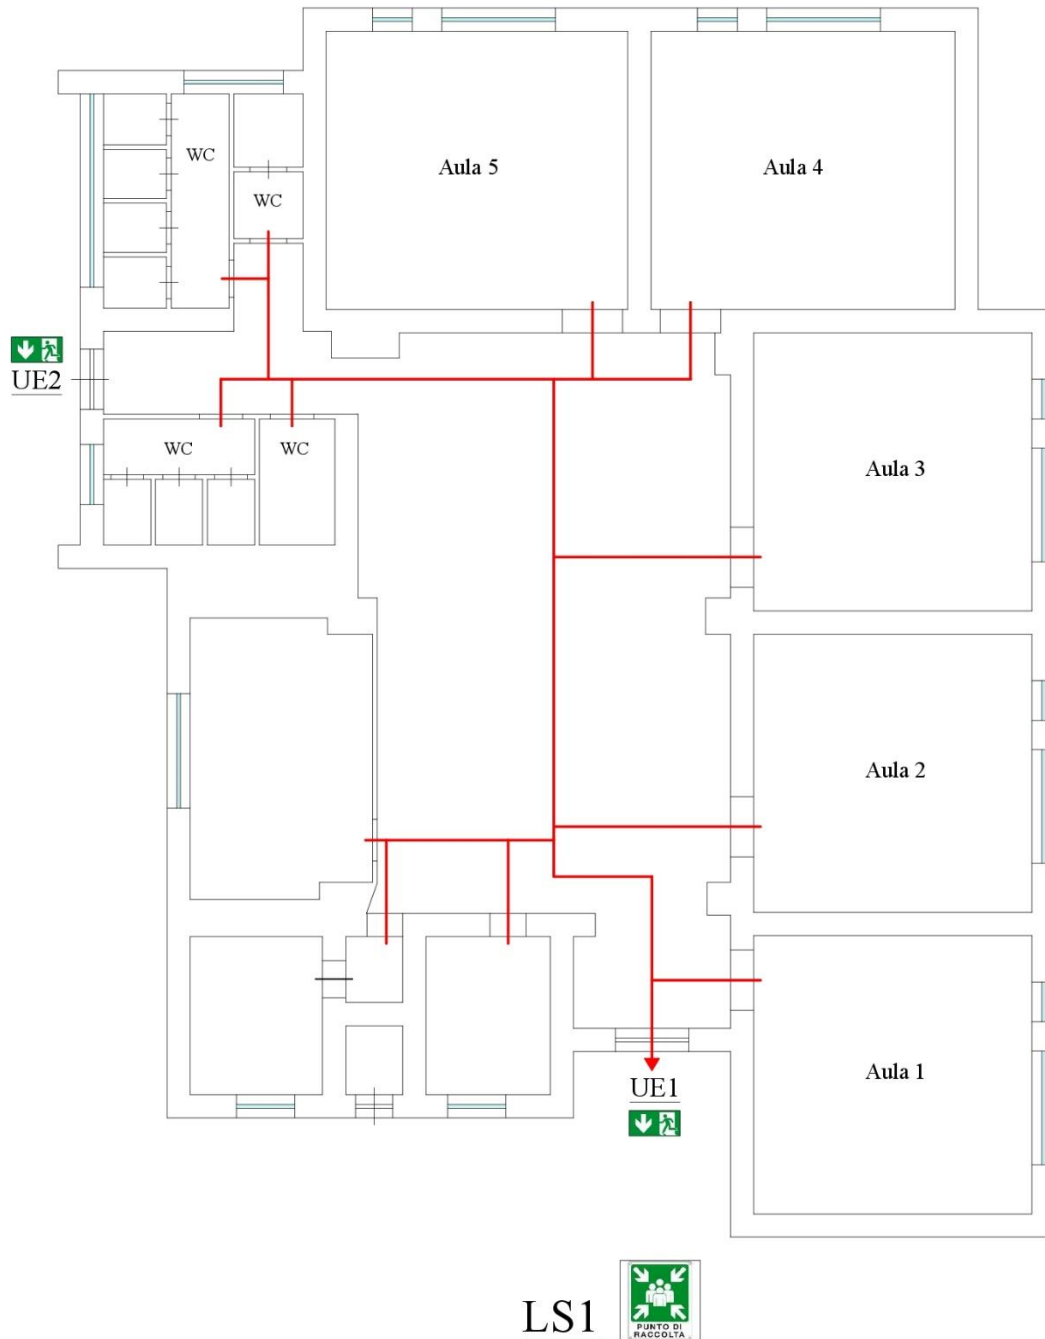 Aula 5
Aula 4
WC
WC
UE2
WC
WC
Aula 3
Aula 2
Aula 1
UE1
LS1
PUNTO DI
RACCOLTA